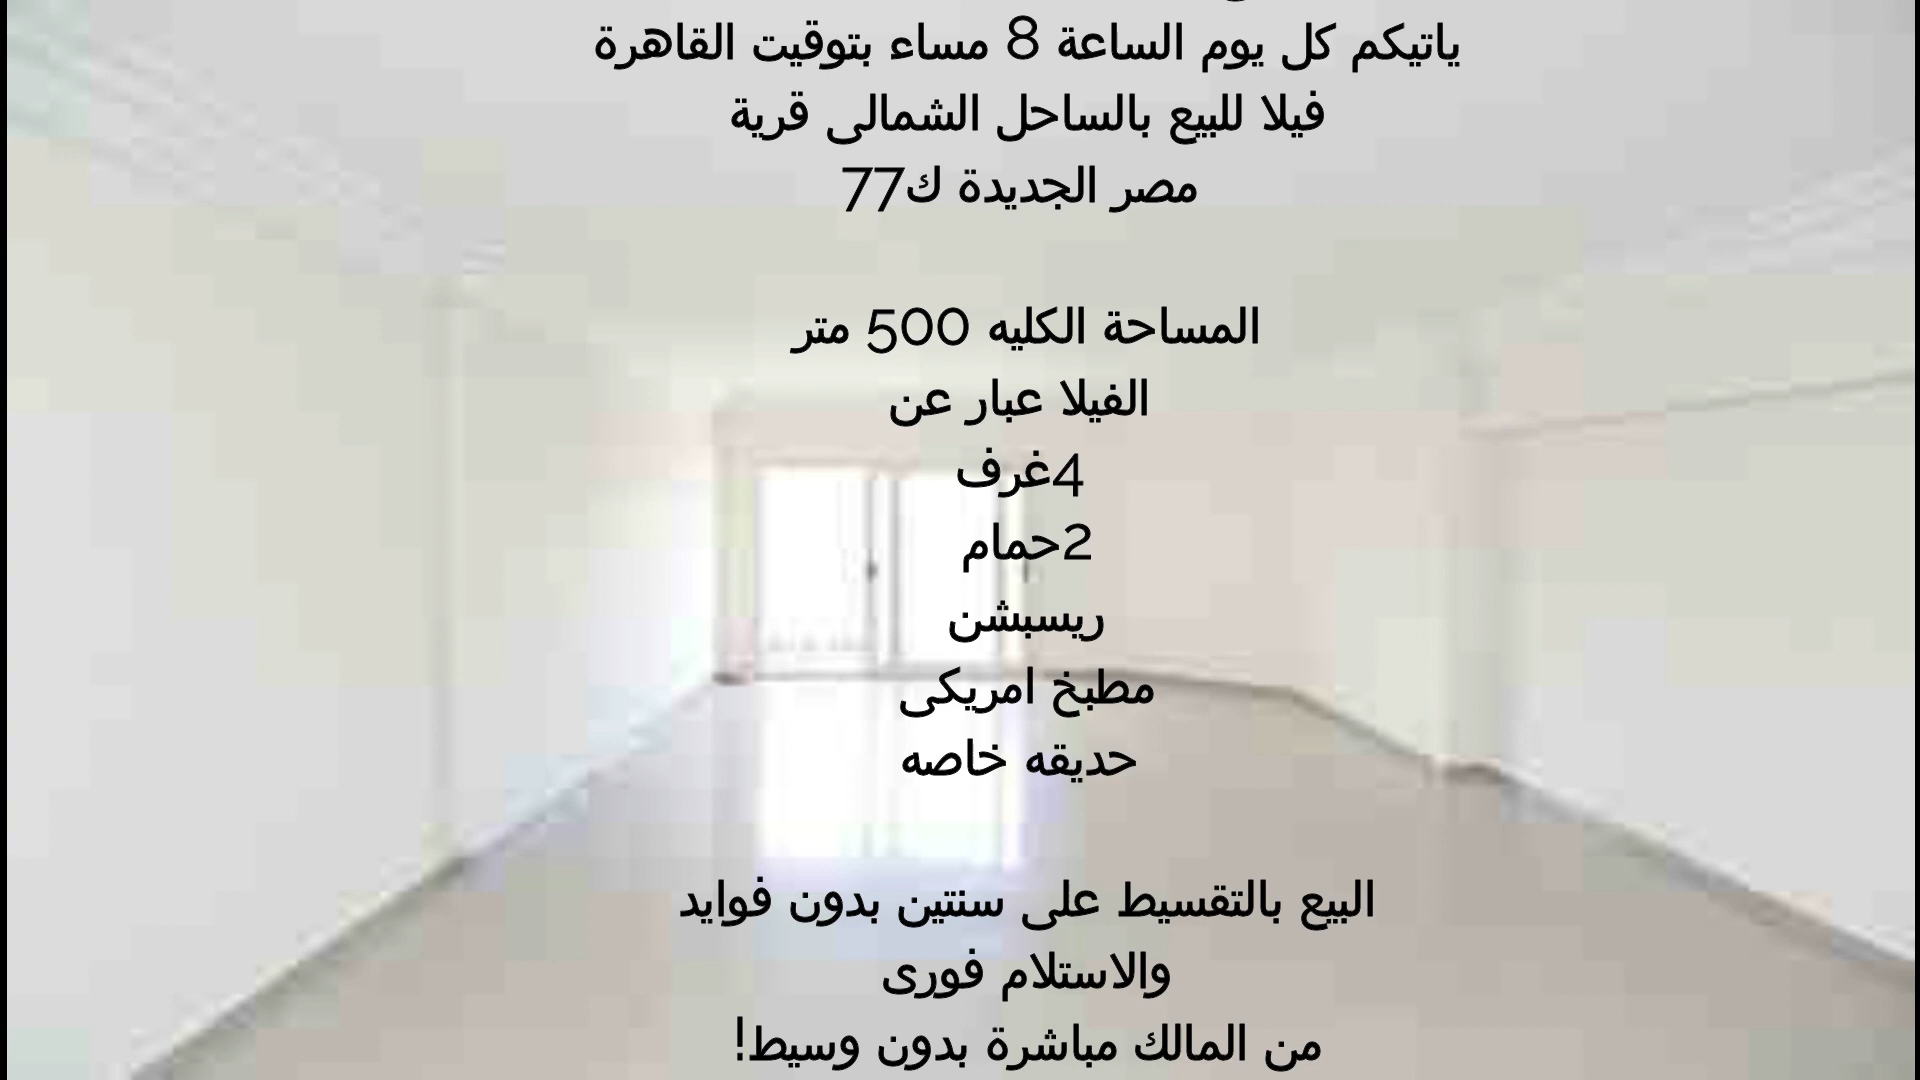 ياتيكم كل يوم الساعة 8 مساء بتوقيت القاهرة
فيلا للبيع بالساحل الشمالى قرية
مصر الجديدة ك77
المساحة الكليه 500 متر
الفيلا عبار عن
4غرف
2حمام
ريسبشن
مطبخ امريكى
حديقه خاصه
البيع بالتقسيط على سنتين بدون فوايد
والاستلام فورى
من المالك مباشرة بدون وسيط!